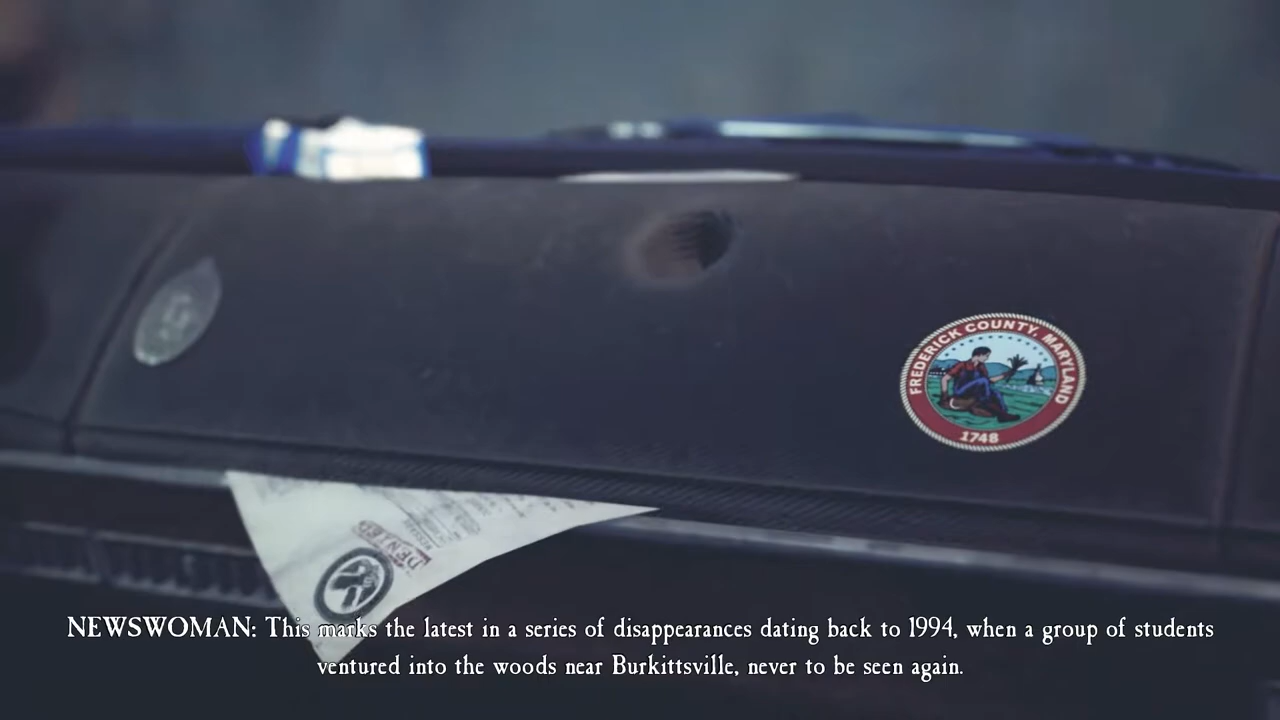 FREDERICK COUNTY, MARYLAND
1748
DENIED
NEWSWOMAN: This marks the latest in a series of disappearances dating back to 1994, when a group of students
ventured into the woods near Burkittsville, never to be seen again.